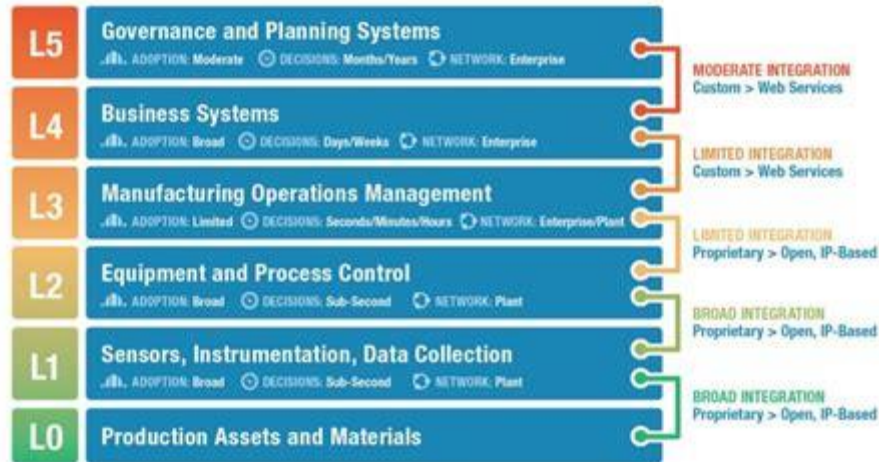 L5
Governance and Planning Systems
ADOPTION: Moderate DECISIONS: Months/Years NETWORK: Enterprise
MODERATE INTEGRATION
Custom > Web Services
L4
Business Systems
ADOPTION: Broad DECISIONS: Days/Weeks NETWORK: Enterprise
LIMITED INTEGRATION
Custom > Web Services
L3
Manufacturing Operations Management
ADOPTION: Limited DECISIONS: Seconds/Minutes/Hours NETWORK: Enterprise/Plant
LIMITED INTEGRATION
Proprietary > Open, IP-Based
L2
Equipment and Process Control
ADOPTION: Broad DECISIONS: Sub-Second NETWORK: Plant
BROAD INTEGRATION
Proprietary > Open, IP-Based
L1
Sensors, Instrumentation, Data Collection
ADOPTION: Broad DECISIONS: Sub-Second NETWORK: Plant
BROAD INTEGRATION
Proprietary > Open, IP-Based
L0
Production Assets and Materials